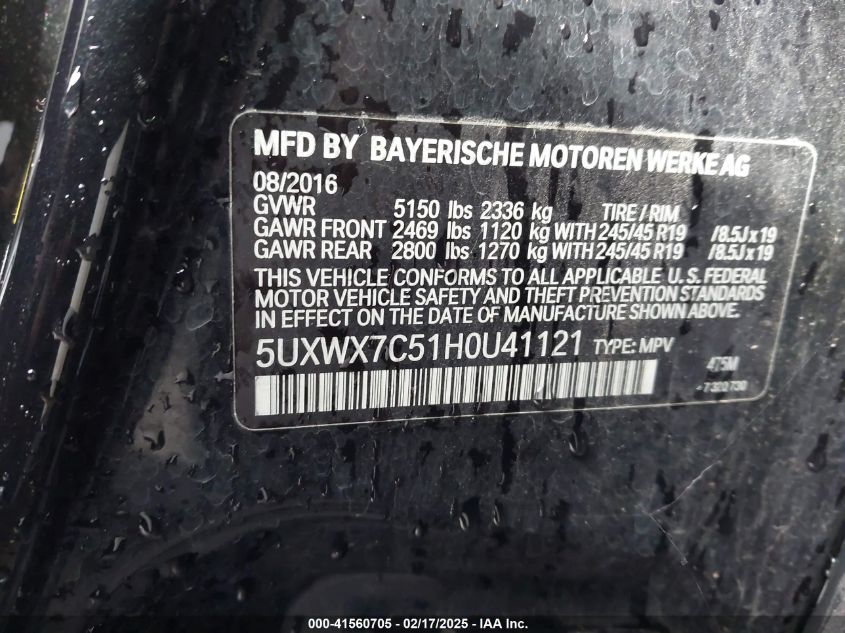 MFD BY BAYERISCHE MOTOREN WERKE AG
08/2016
GVWR 5150 lbs 2336 kg TIRE / RIM
GAWR FRONT 2469 lbs 1120 kg WITH 245/45 R19 /8.5J x 19
GAWR REAR 2800 lbs 1270 kg WITH 245/45 R19 /8.5J x 19
THIS VEHICLE CONFORMS TO ALL APPLICABLE U.S. FEDERAL
MOTOR VEHICLE SAFETY AND THEFT PREVENTION STANDARDS
IN EFFECT ON THE DATE OF MANUFACTURE SHOWN ABOVE.
5UXWX7C51H0U41121 TYPE: MPV
475M
- 7 320 730
000-41560705 - 02/17/2025 - IAA Inc.